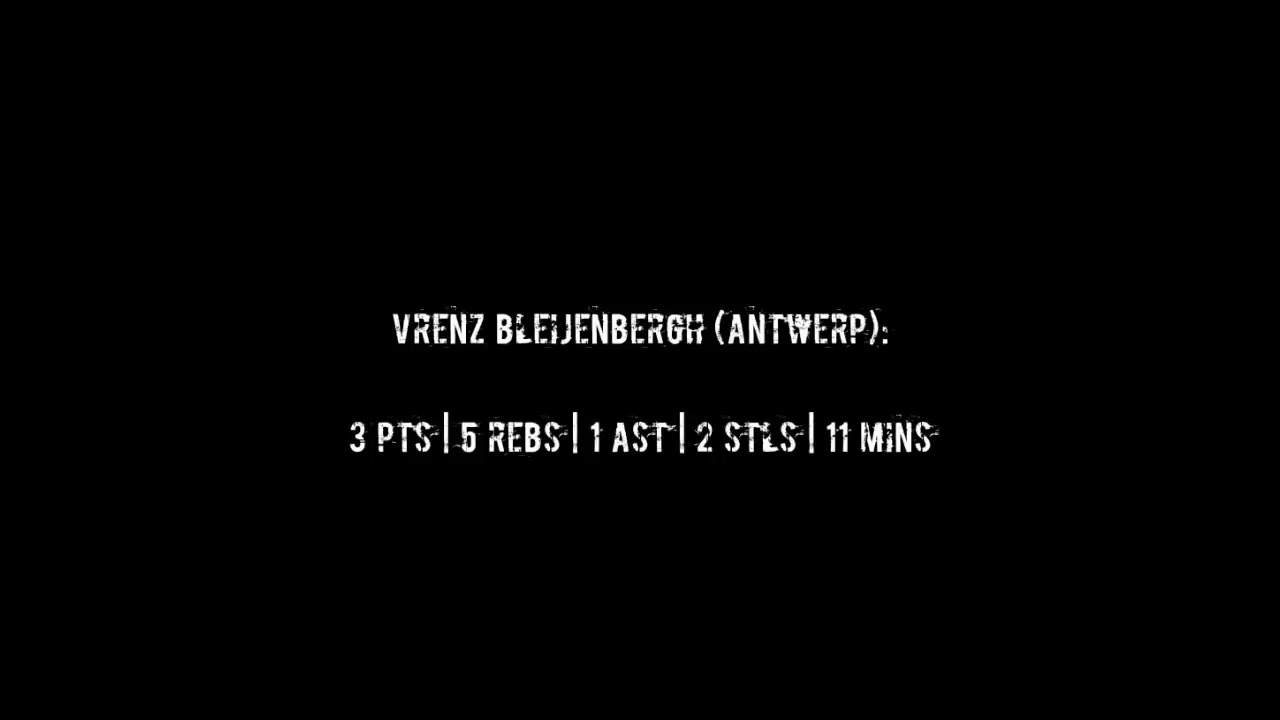 VRENZ BLEIJENBERGH (ANTWERP):
3 PTS | 5 REBS | 1 AST | 2 STLS | 11 MINS